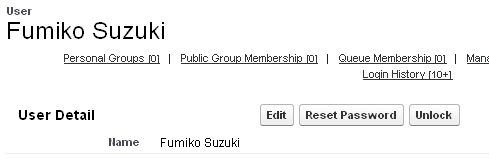 User
Fumiko Suzuki
Personal Groups [0] | Public Group Membership [0] | Queue Membership [0] | Mana
Login History [10+]
User Detail Edit Reset Password Unlock
Name Fumiko Suzuki